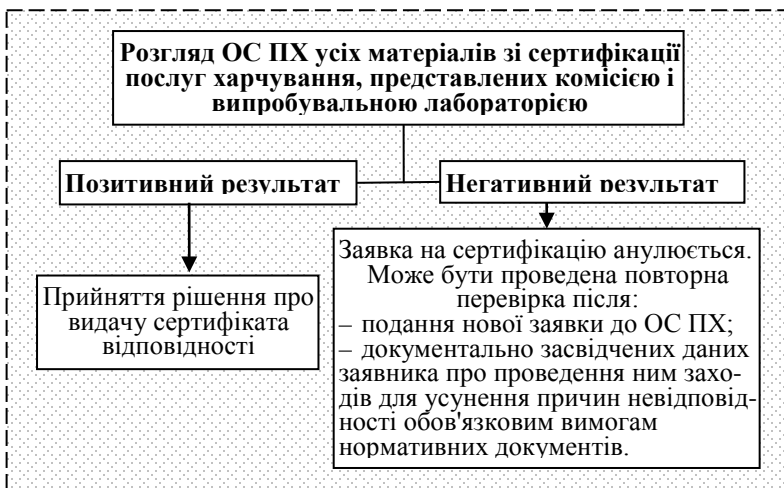 Розгляд ОС ПХ усіх матеріалів зі сертифікації
послуг харчування, представлених комісією і
випробувальною лабораторією
Позитивний результат
Негативний результат
Прийняття рішення про
видачу сертифіката
відповідності
Заявка на сертифікацію анулюється.
Може бути проведена повторна
перевірка після:
– подання нової заявки до ОС ПХ;
– документально засвідчених даних
заявника про проведення ним захо-
дів для усунення причин невідповід-
ності обов'язковим вимогам
нормативних документів.